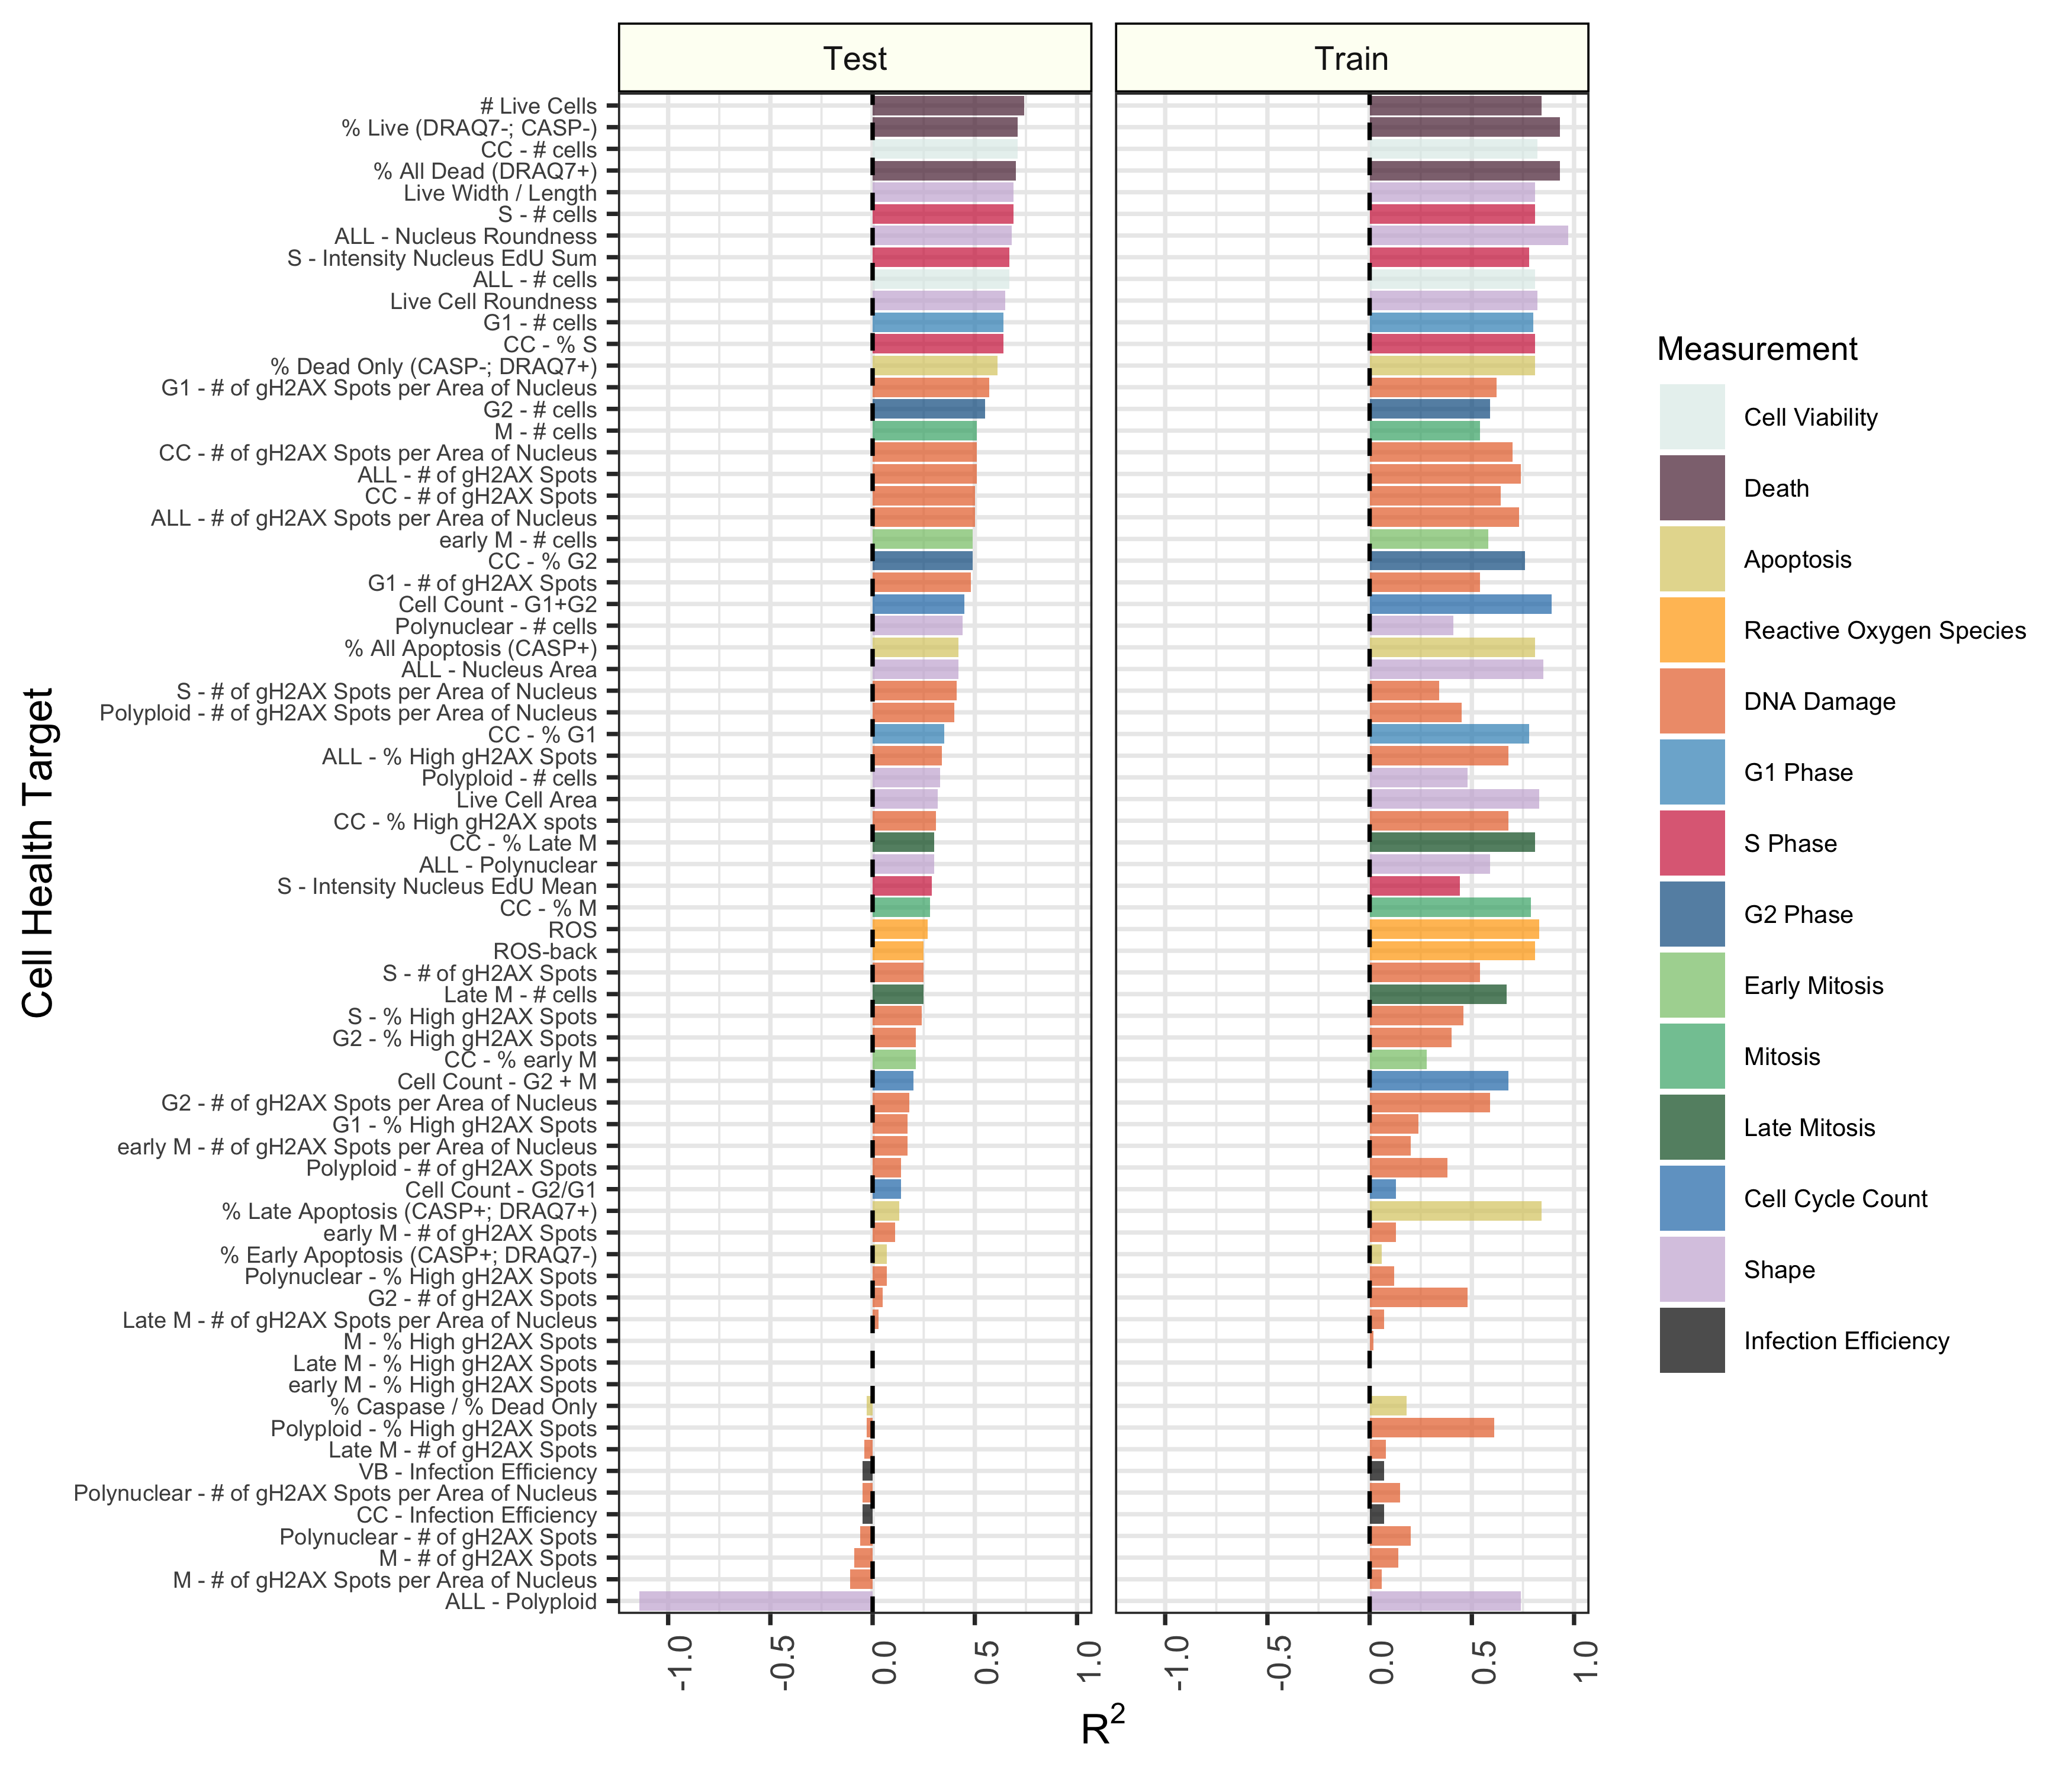 Test
Train
# Live Cells
% Live (DRAQ7-; CASP-)
CC - # cells
% All Dead (DRAQ7+)
Live Width / Length
S - # cells
ALL - Nucleus Roundness
S - Intensity Nucleus EdU Sum
ALL - # cells
Live Cell Roundness
G1 - # cells
CC - % S
% Dead Only (CASP-; DRAQ7+)
G1 - # of gH2AX Spots per Area of Nucleus
G2 - # cells
M - # cells
CC - # of gH2AX Spots per Area of Nucleus
ALL - # of gH2AX Spots
CC - # of gH2AX Spots
ALL - # of gH2AX Spots per Area of Nucleus
early M - # cells
CC - % G2
G1 - # of gH2AX Spots
Cell Count - G1+G2
Polynuclear - # cells
% All Apoptosis (CASP+)
ALL - Nucleus Area
S - # of gH2AX Spots per Area of Nucleus
Polyploid - # of gH2AX Spots per Area of Nucleus
CC - % G1
ALL - % High gH2AX Spots
Polyploid - # cells
Live Cell Area
CC - % High gH2AX spots
CC - % Late M
ALL - Polynuclear
S - Intensity Nucleus EdU Mean
CC - % M
ROS
ROS-back
S - # of gH2AX Spots
Late M - # cells
S - % High gH2AX Spots
G2 - % High gH2AX Spots
CC - % early M
Cell Count - G2 + M
G2 - # of gH2AX Spots per Area of Nucleus
G1 - % High gH2AX Spots
early M - # of gH2AX Spots per Area of Nucleus
Polyploid - # of gH2AX Spots
Cell Count - G2/G1
% Late Apoptosis (CASP+; DRAQ7+)
early M - # of gH2AX Spots
% Early Apoptosis (CASP+; DRAQ7-)
Polynuclear - % High gH2AX Spots
G2 - # of gH2AX Spots
Late M - # of gH2AX Spots per Area of Nucleus
M - % High gH2AX Spots
Late M - % High gH2AX Spots
early M - % High gH2AX Spots
% Caspase / % Dead Only
Polyploid - % High gH2AX Spots
Late M - # of gH2AX Spots
VB - Infection Efficiency
Polynuclear - # of gH2AX Spots per Area of Nucleus
CC - Infection Efficiency
Polynuclear - # of gH2AX Spots
M - # of gH2AX Spots
M - # of gH2AX Spots per Area of Nucleus
ALL - Polyploid
Cell Health Target
-1.0 -0.5 0.0 0.5 1.0
-1.0 -0.5 0.0 0.5 1.0
R²
Measurement
Cell Viability
Death
Apoptosis
Reactive Oxygen Species
DNA Damage
G1 Phase
S Phase
G2 Phase
Early Mitosis
Mitosis
Late Mitosis
Cell Cycle Count
Shape
Infection Efficiency